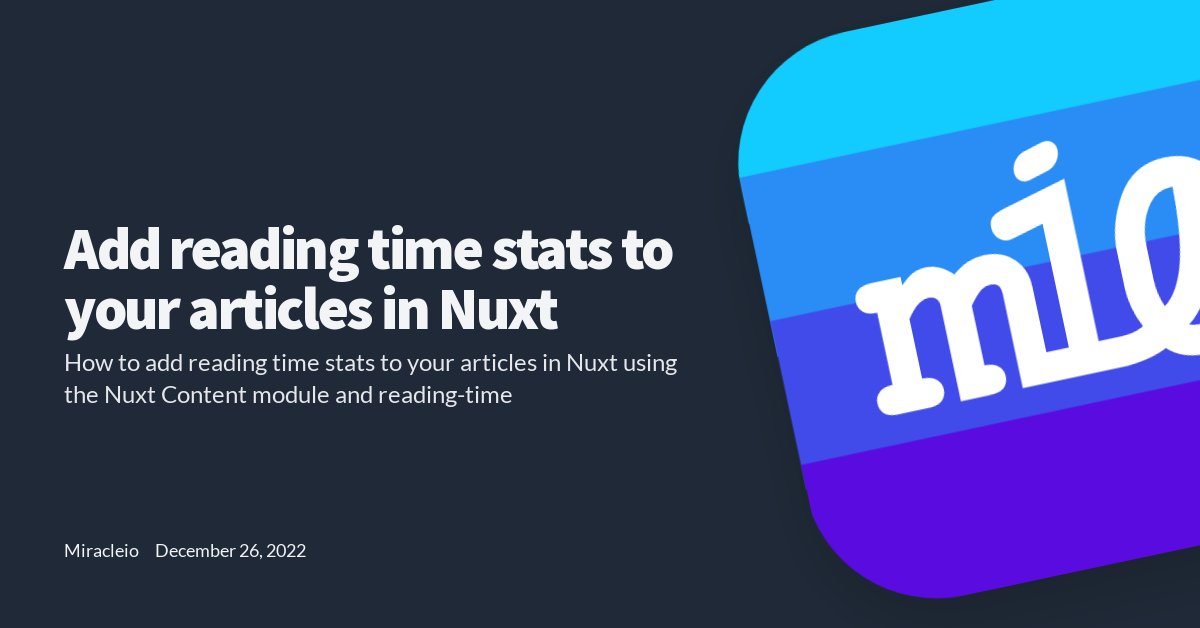 Add reading time stats to
your articles in Nuxt
How to add reading time stats to your articles in Nuxt using
the Nuxt Content module and reading-time
Miracleio December 26, 2022